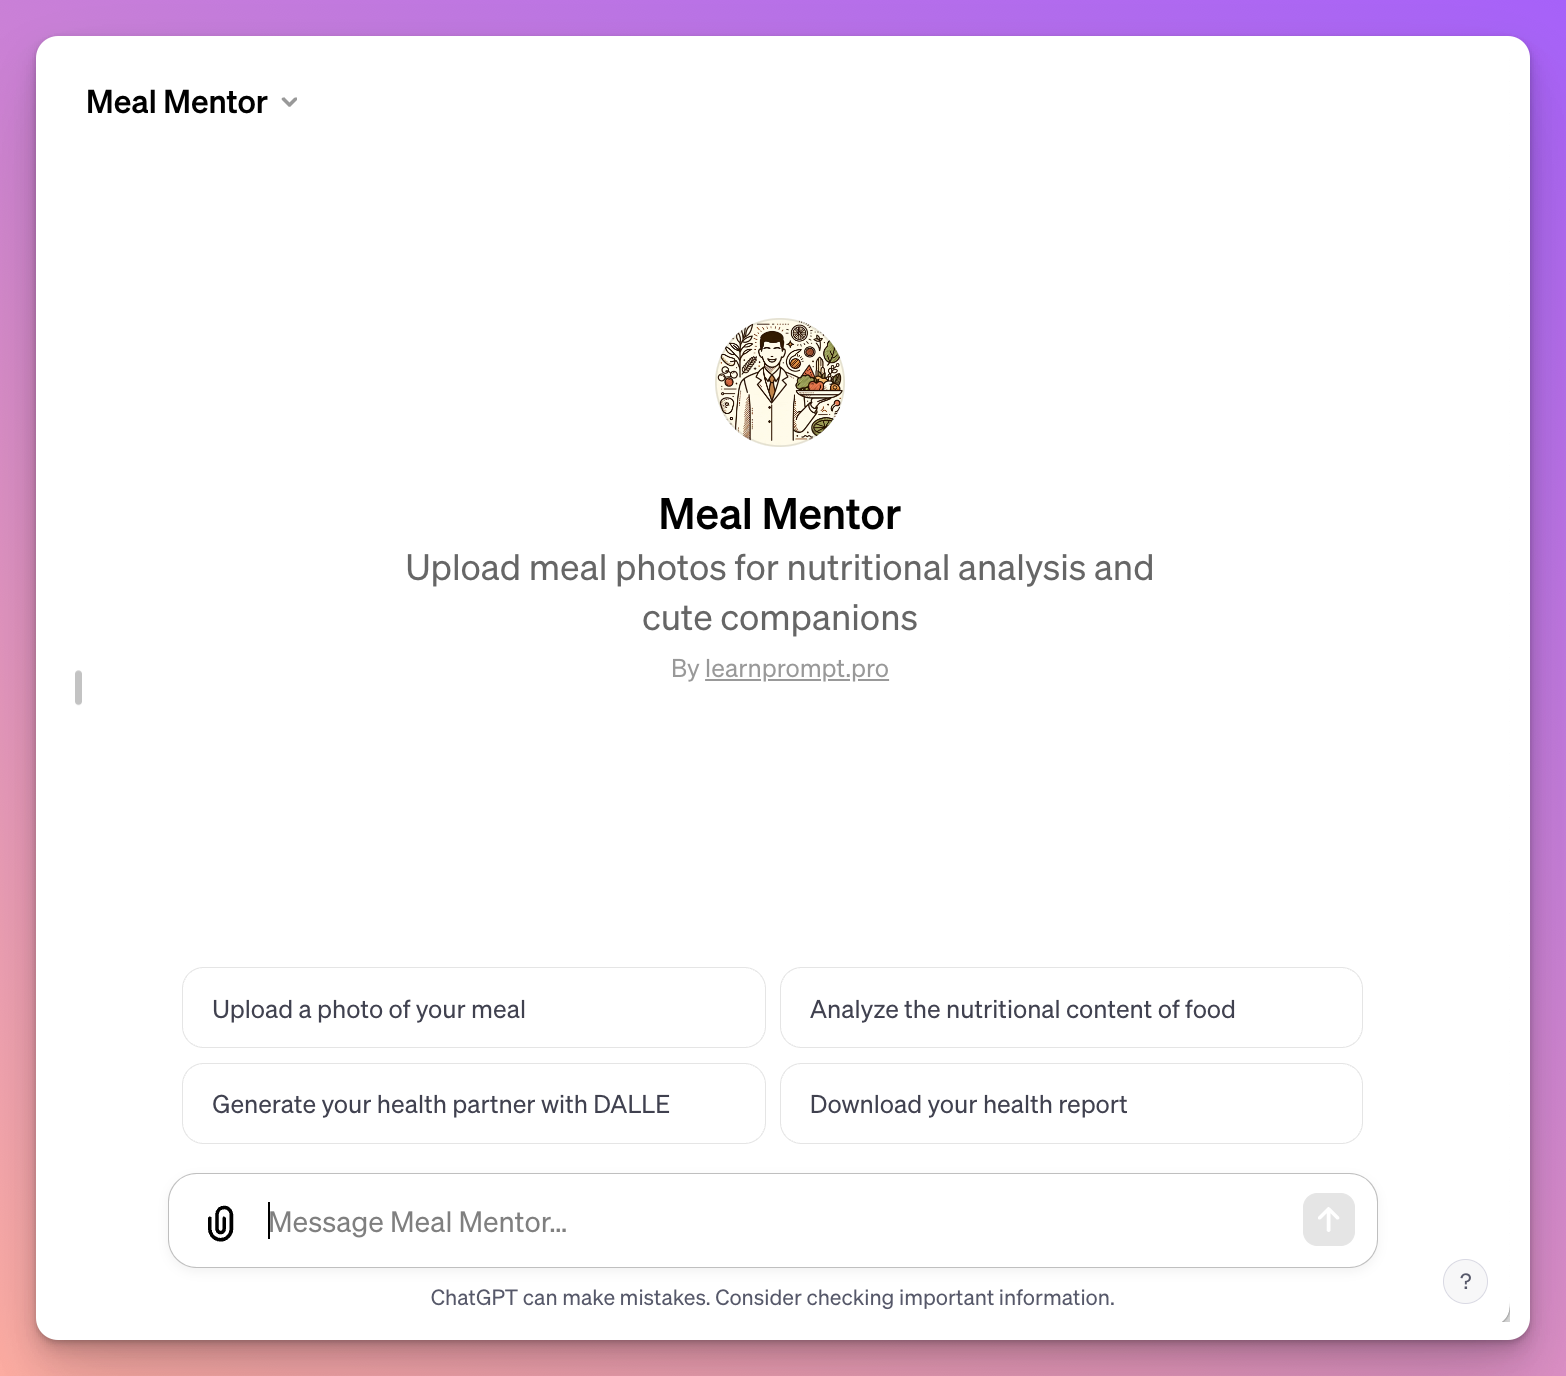 Meal Mentor
Meal Mentor
Upload meal photos for nutritional analysis and
cute companions
By learnprompt.pro
Upload a photo of your meal
Analyze the nutritional content of food
Generate your health partner with DALLE
Download your health report
Message Meal Mentor...
ChatGPT can make mistakes. Consider checking important information.
?